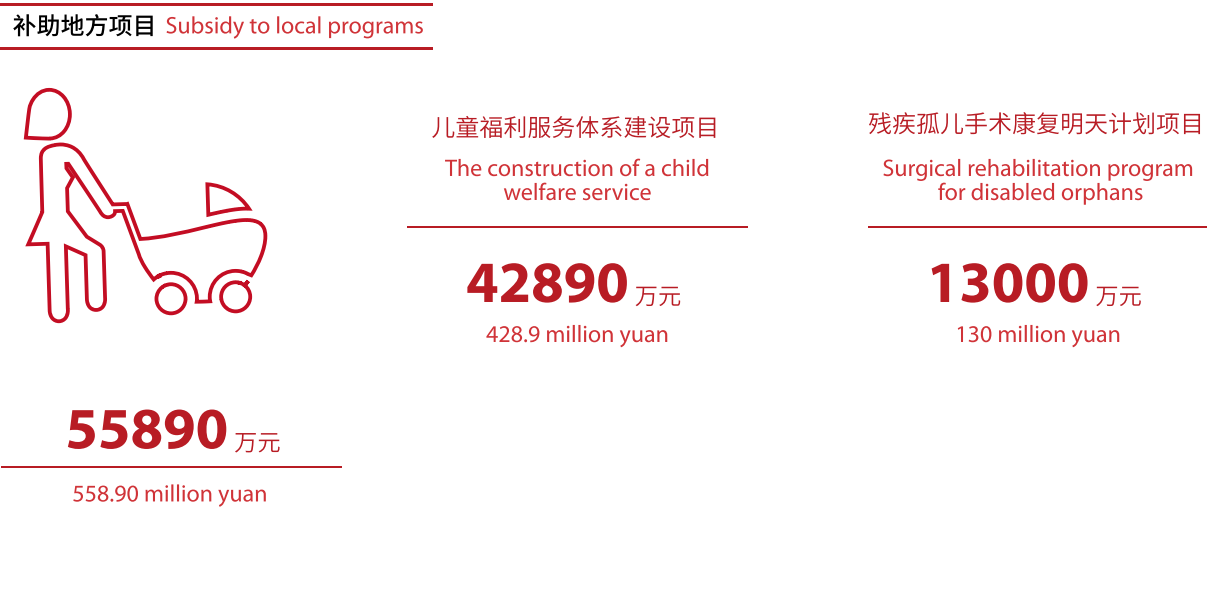 补助地方项目 Subsidy to local programs
儿童福利服务体系建设项目
The construction of a child
welfare service
42890 万元
428.9 million yuan
残疾孤儿手术康复明天计划项目
Surgical rehabilitation program
for disabled orphans
13000 万元
130 million yuan
55890 万元
558.90 million yuan